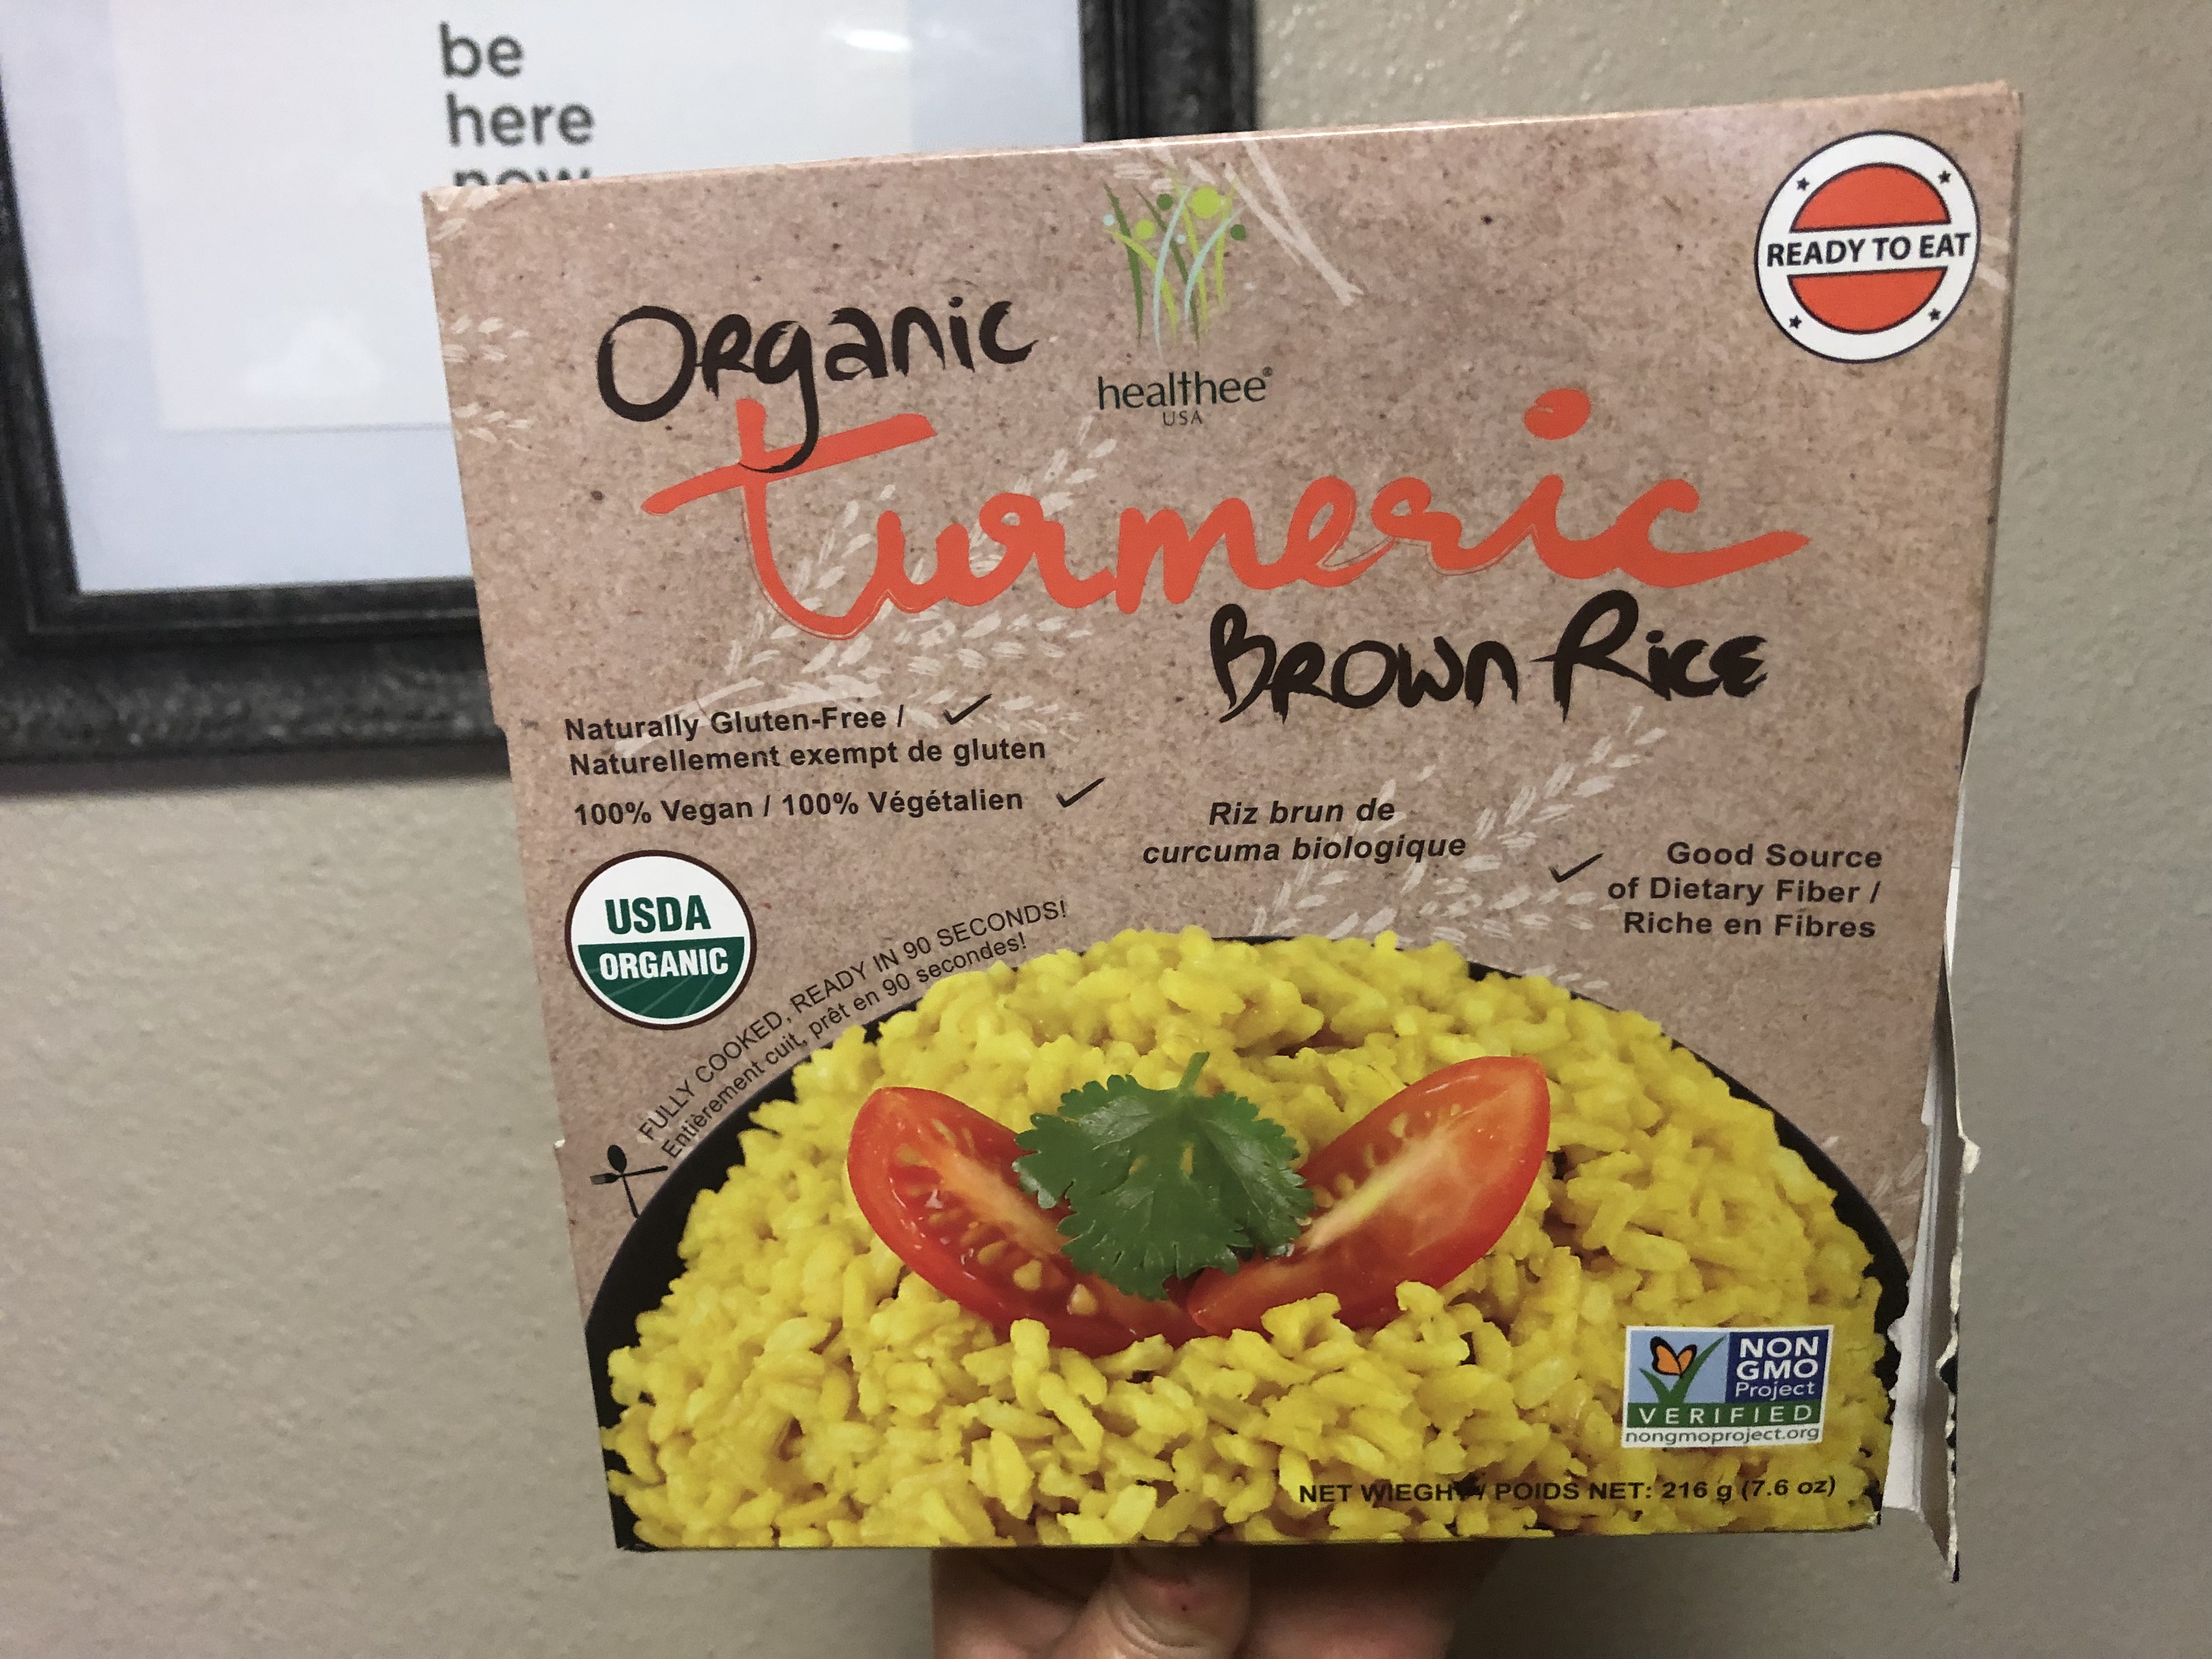 be
here
now
READY TO EAT
Organic
healthee®
USA
turmeric
Brown Rice
Naturally Gluten-Free /
Naturellement exempt de gluten
100% Vegan / 100% Végétalien
Riz brun de
curcuma biologique
Good Source
of Dietary Fiber /
Riche en Fibres
USDA
ORGANIC
FULLY COOKED, READY IN 90 SECONDS!
Entièrement cuit, prêt en 90 secondes!
NON
GMO
Project
VERIFIED
nongmoproject.org
NET WIEGHT / POIDS NET: 216 g (7.6 oz)